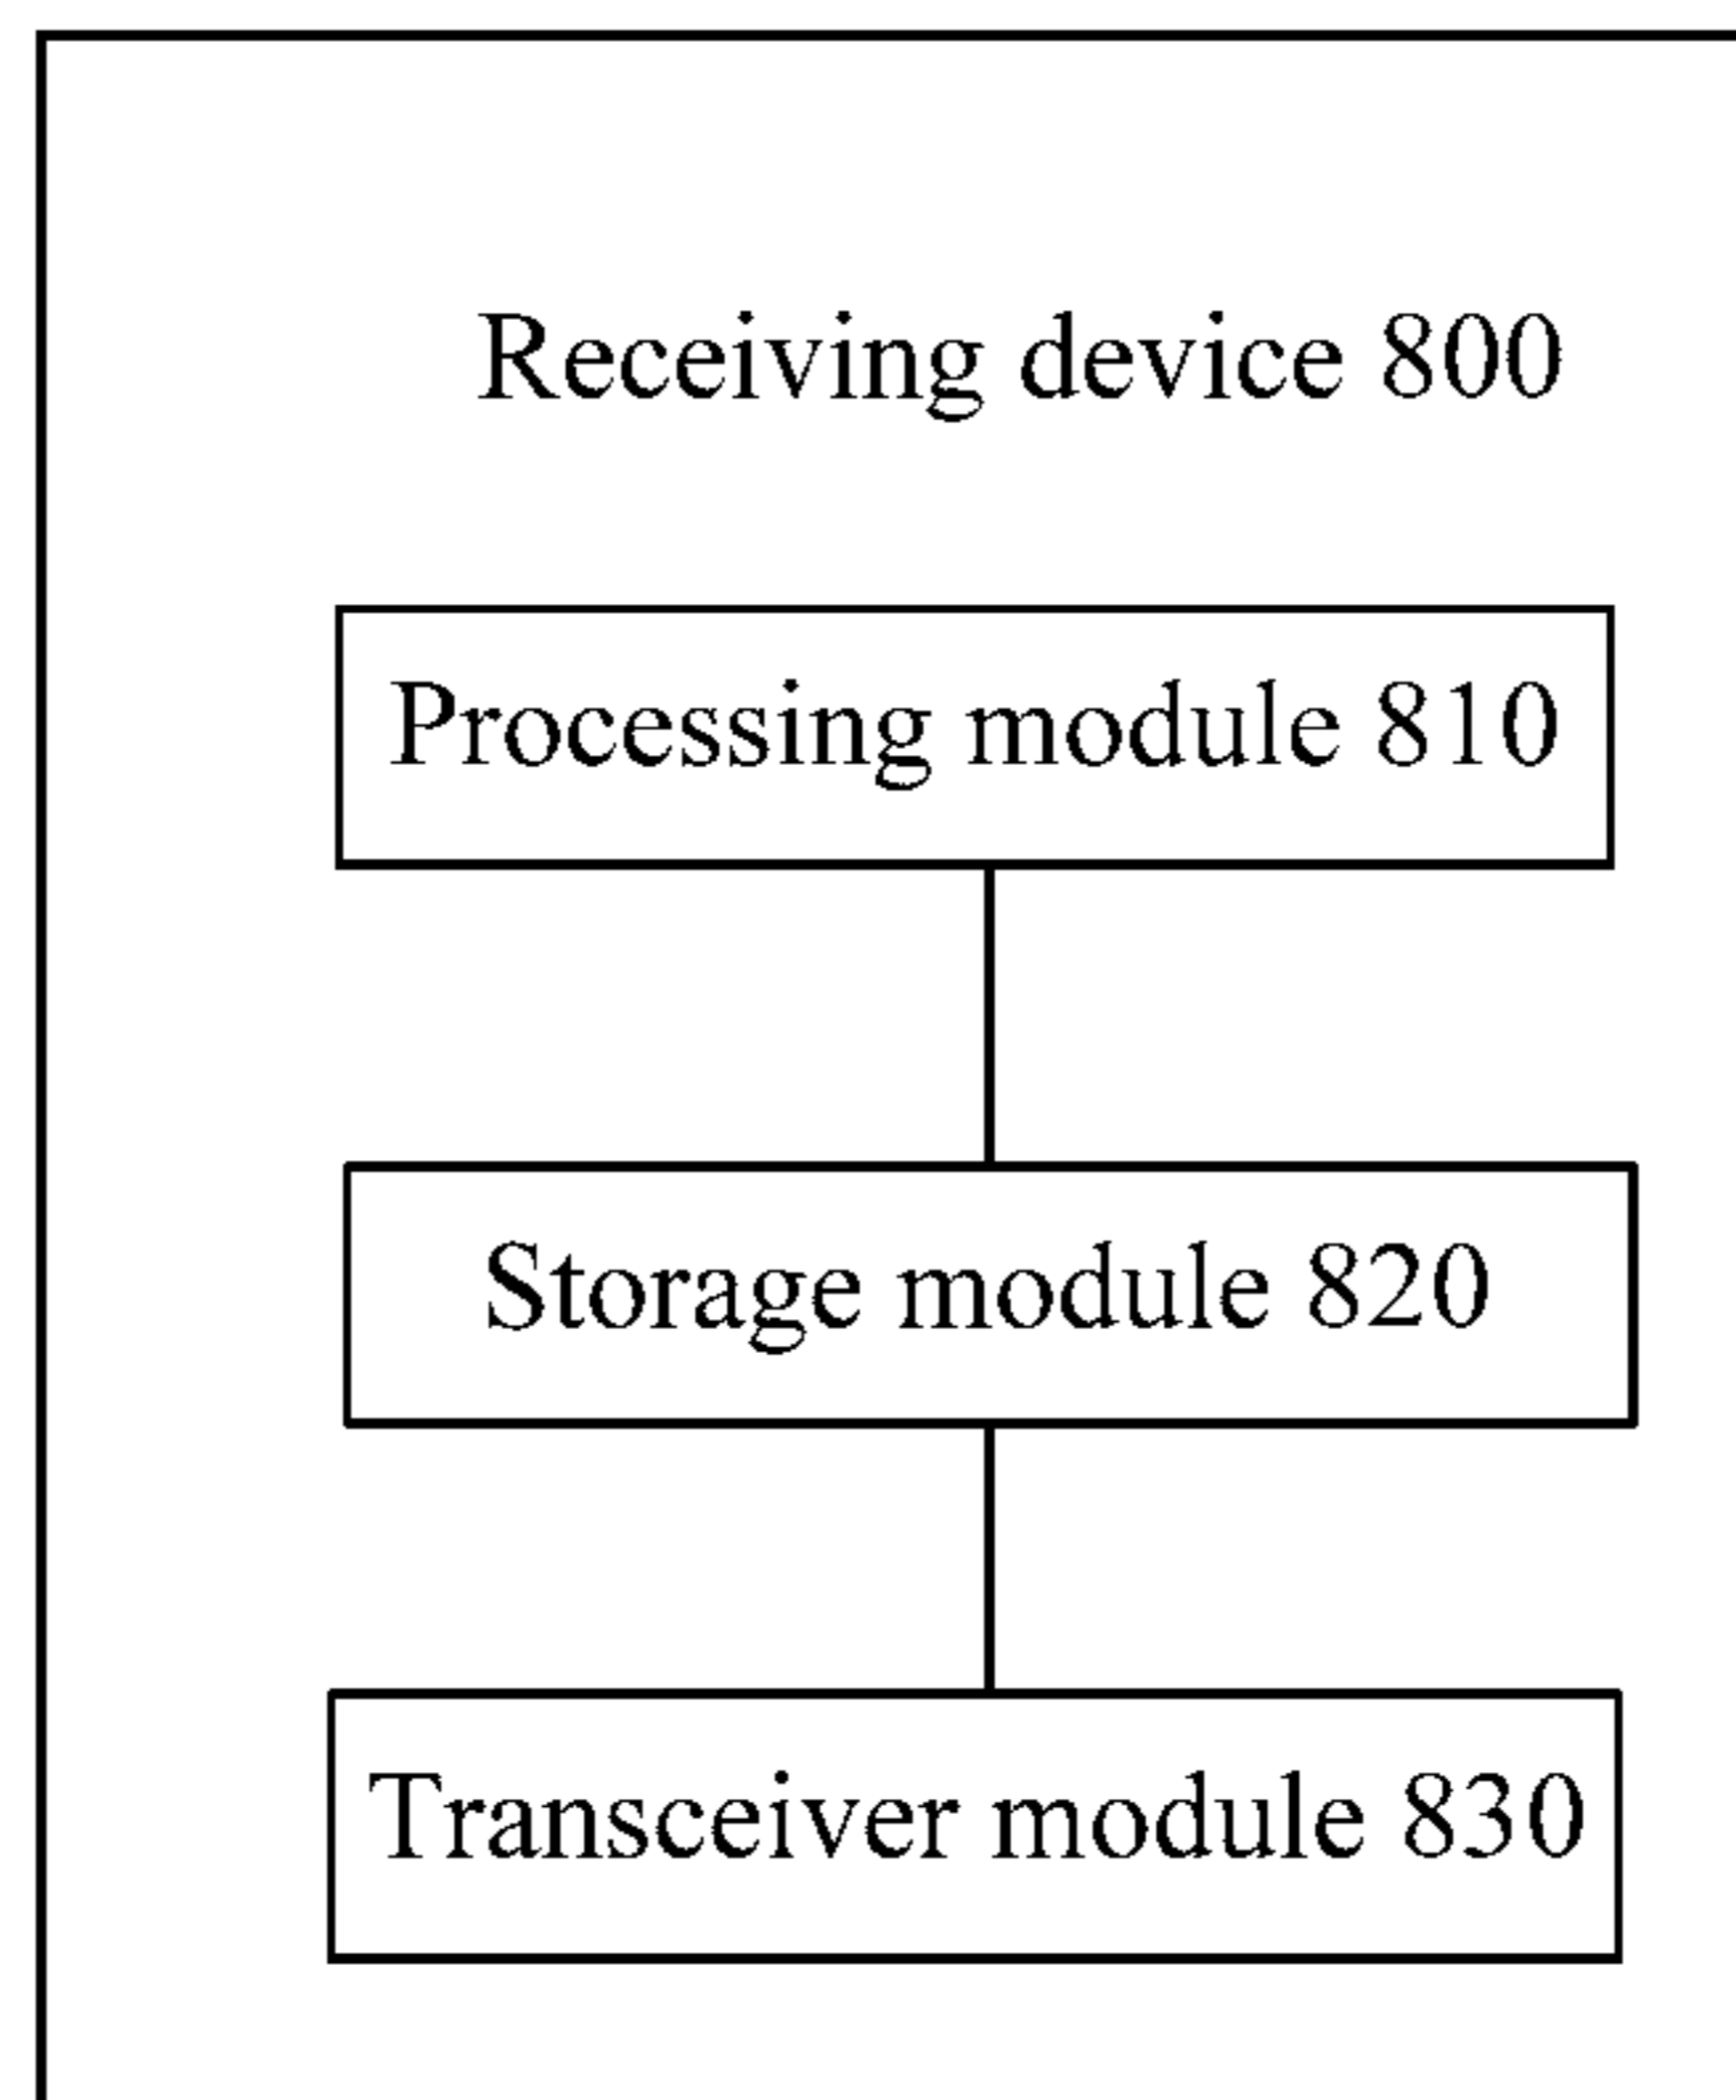 Receiving device 800
Processing module 810
Storage module 820
Transceiver module 830